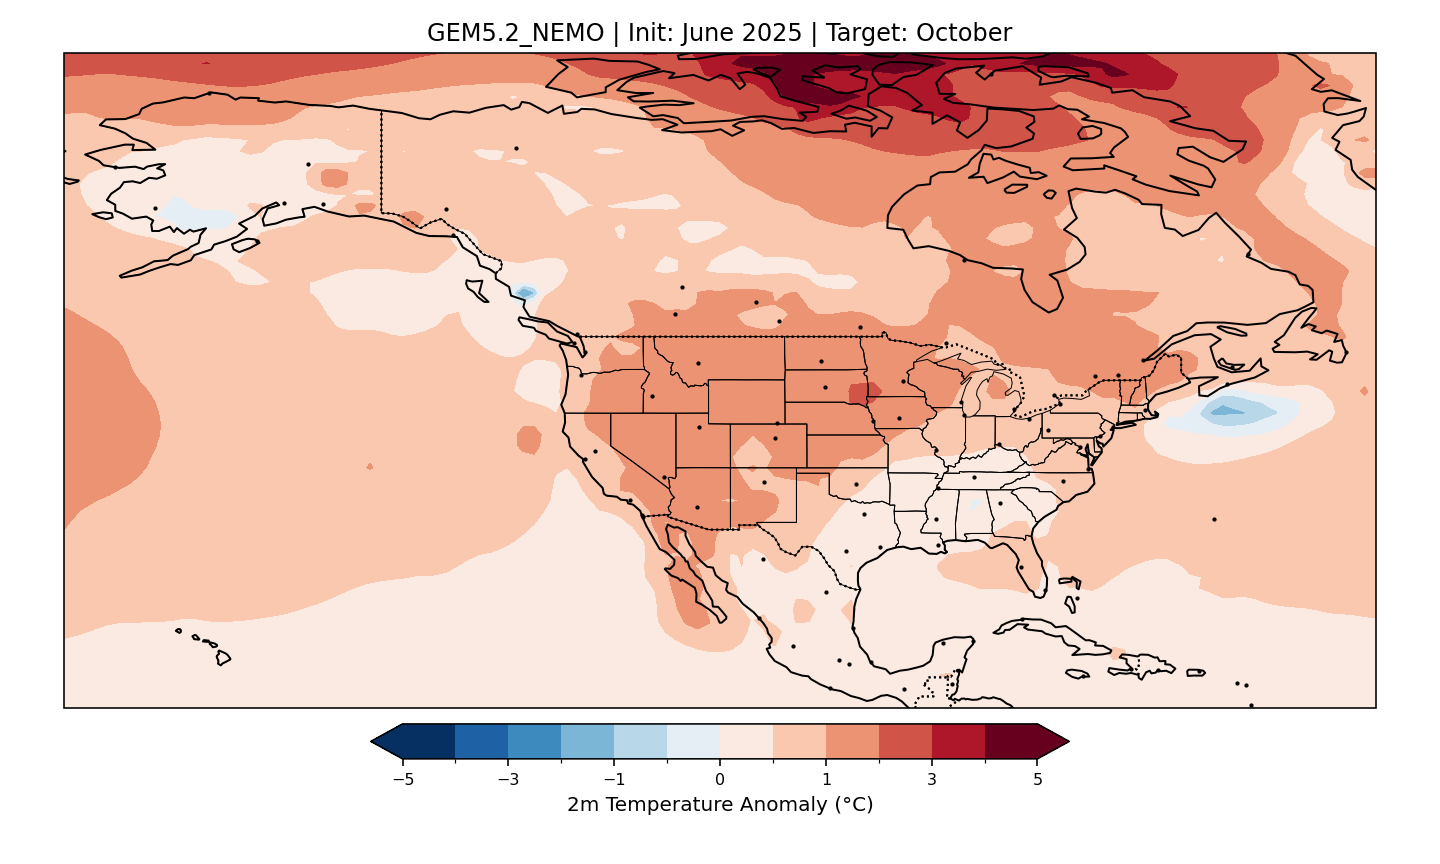 GEM5.2_NEMO | Init: June 2025 | Target: October
−5 −3 −1 0 1 3 5
2m Temperature Anomaly (°C)